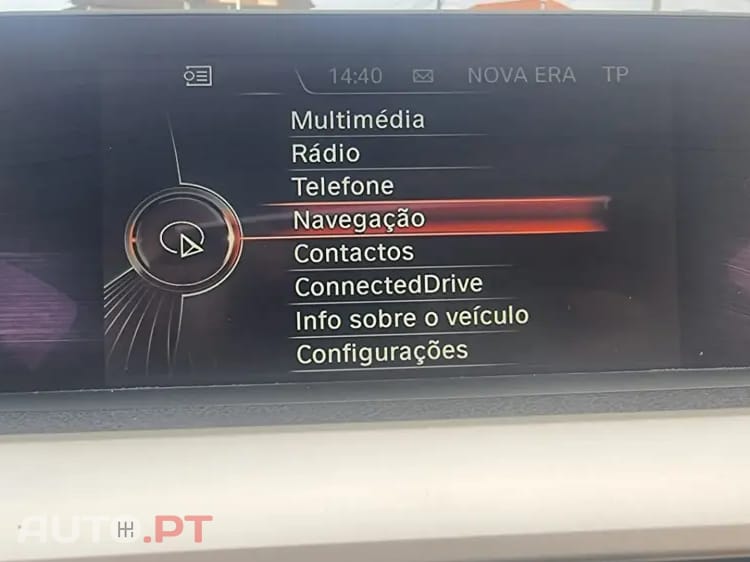 14:40 NOVA ERA TP
Multimédia
Rádio
Telefone
Navegação
Contactos
ConnectedDrive
Info sobre o veículo
Configurações
AUTO.PT